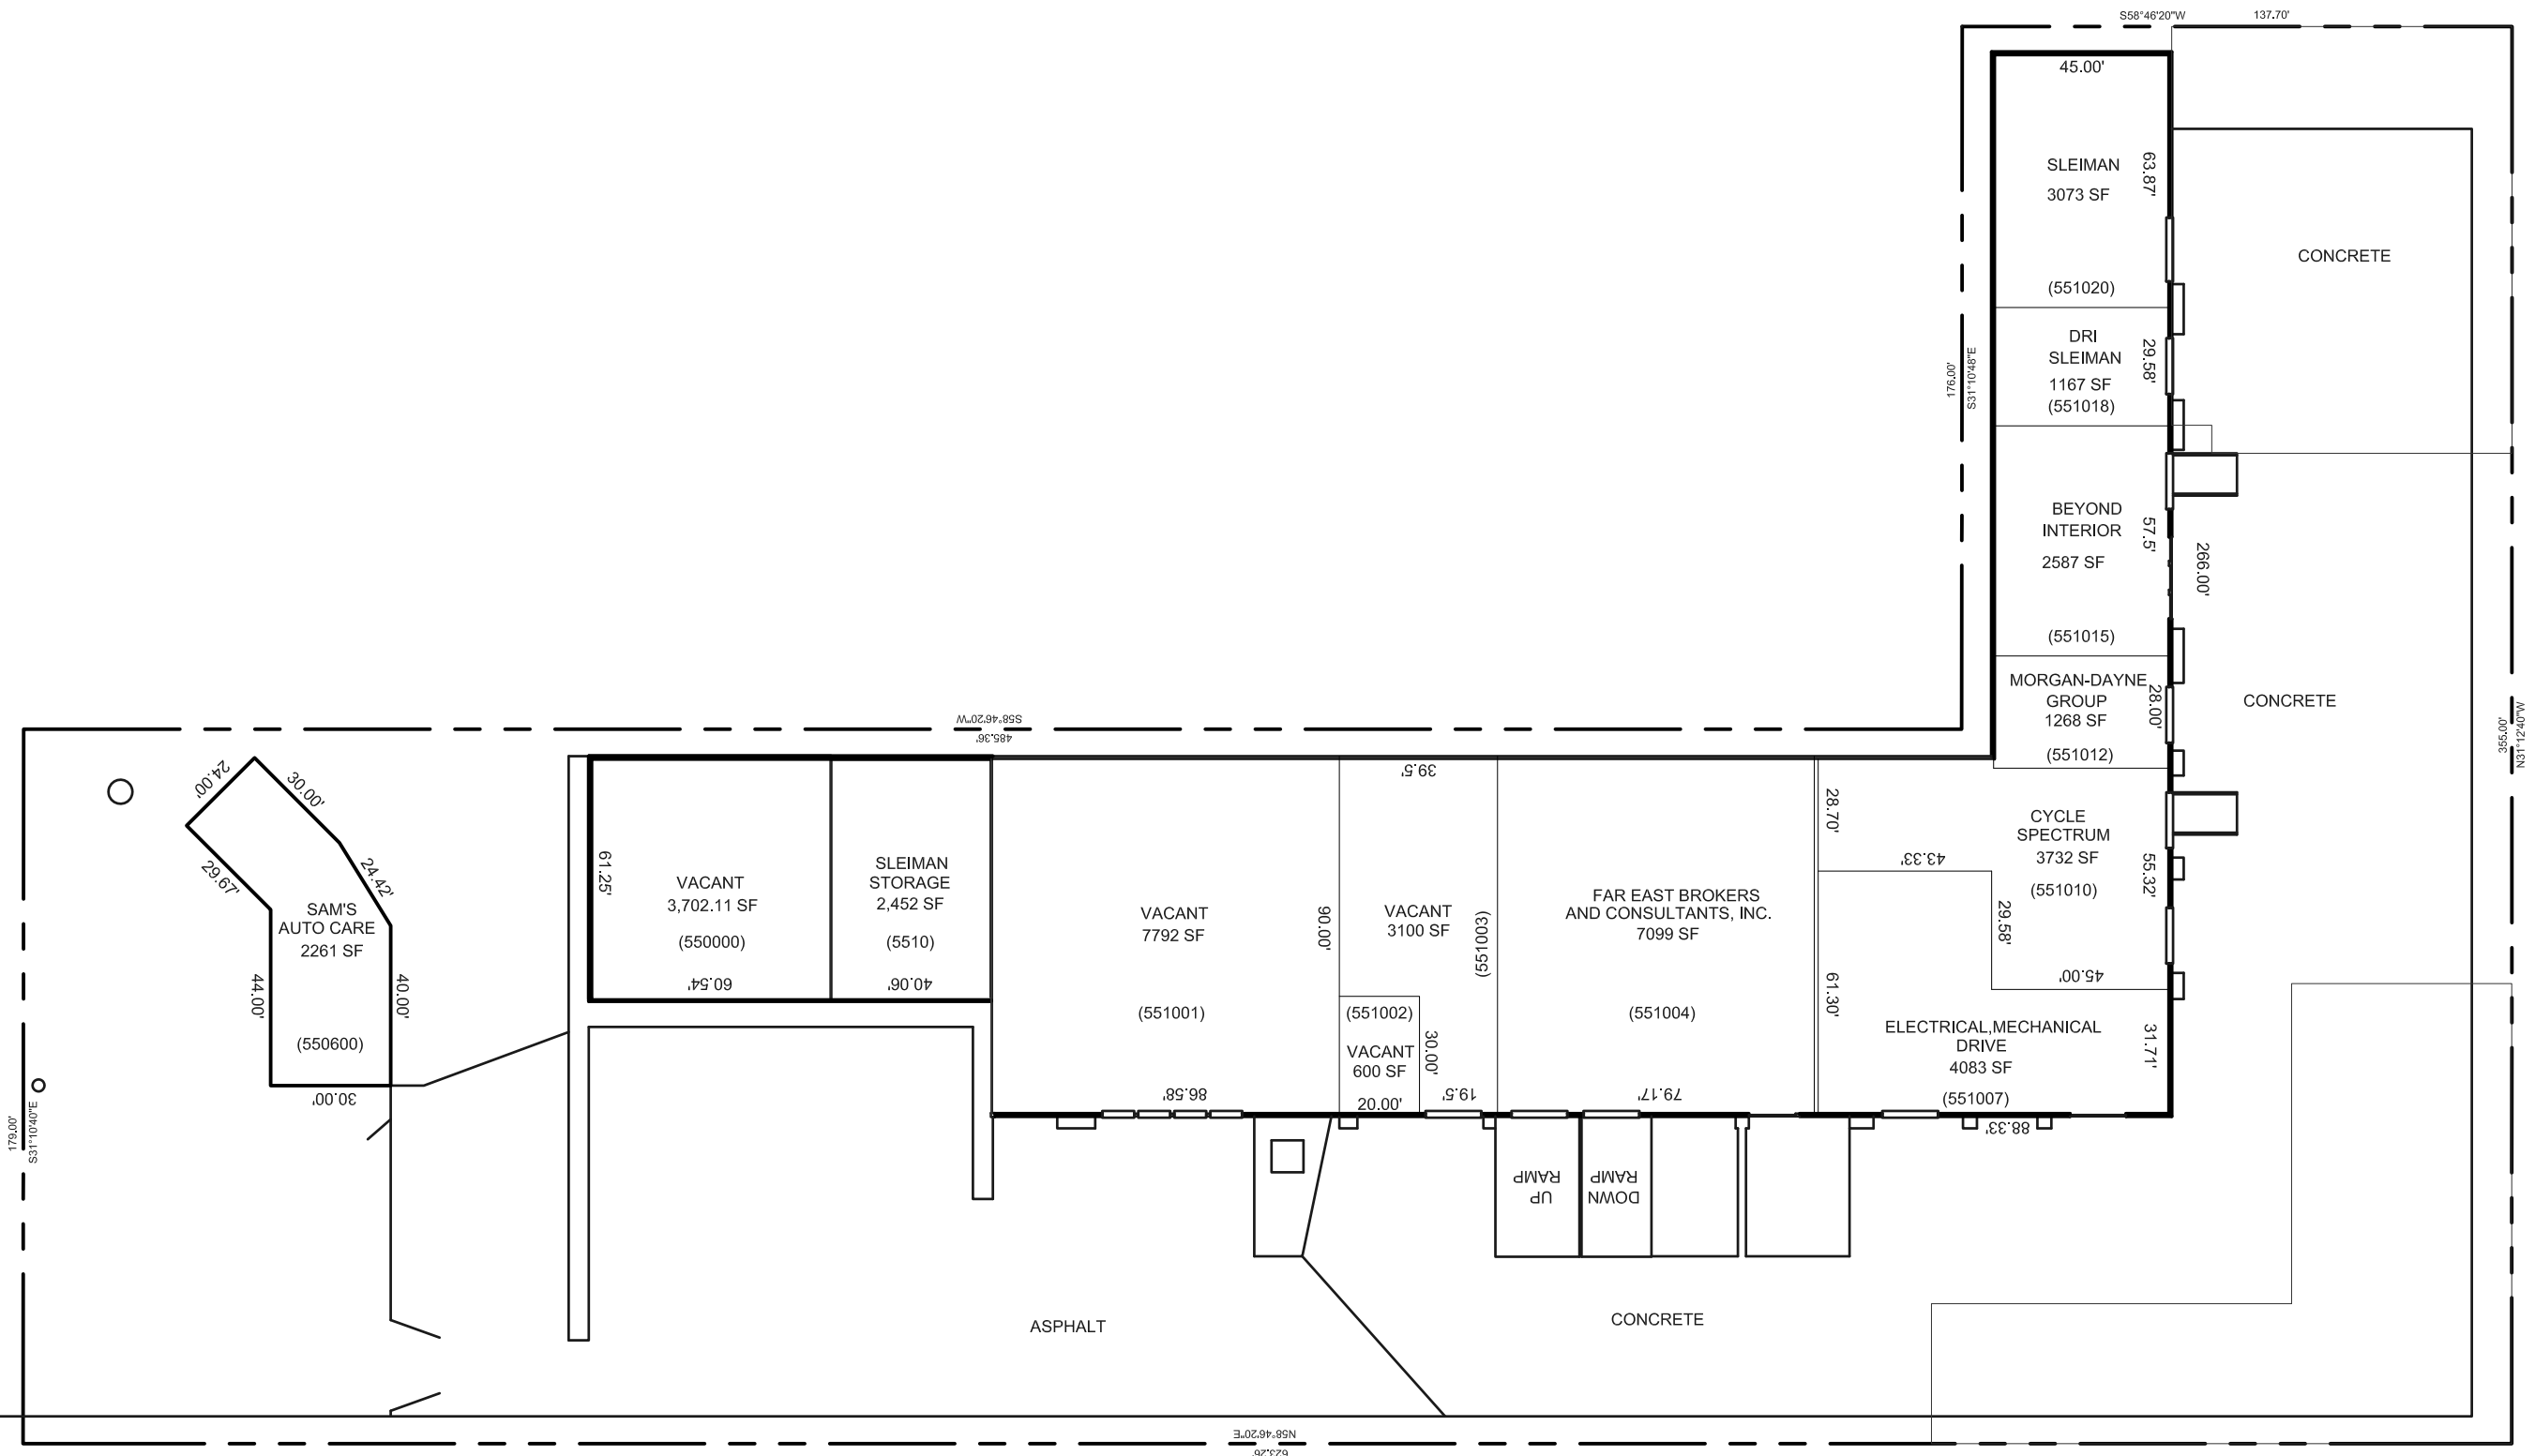 S58°46'20"W
137.70'
45.00'
SLEIMAN
3073 SF
63.87'
(551020)
CONCRETE
DRI
SLEIMAN
1167 SF
(551018)
29.58'
176.00'
S31°10'48"E
BEYOND
INTERIOR
2587 SF
57.5'
(551015)
266.00'
MORGAN-DAYNE
GROUP
1268 SF
28.00'
(551012)
CONCRETE
355.00'
N31°12'40"W
S58°46'20"W
485.36'
24.00'
30.00'
29.67'
24.42'
SAM'S
AUTO CARE
2261 SF
44.00'
40.00'
(550600)
30.00'
179.00'
S31°10'40"E
61.25'
VACANT
3,702.11 SF
(550000)
60.54'
SLEIMAN
STORAGE
2,452 SF
(5510)
40.06'
VACANT
7792 SF
(551001)
86.58'
90.00'
39.5'
VACANT
3100 SF
(551003)
(551002)
VACANT
600 SF
30.00'
20.00'
19.5'
FAR EAST BROKERS
AND CONSULTANTS, INC.
7099 SF
(551004)
79.17'
28.70'
43.33'
CYCLE
SPECTRUM
3732 SF
(551010)
55.32'
29.58'
45.00'
61.30'
ELECTRICAL,MECHANICAL
DRIVE
4083 SF
(551007)
31.71'
88.33'
UP
RAMP
DOWN
RAMP
ASPHALT
CONCRETE
N58°46'20"E
623.26'